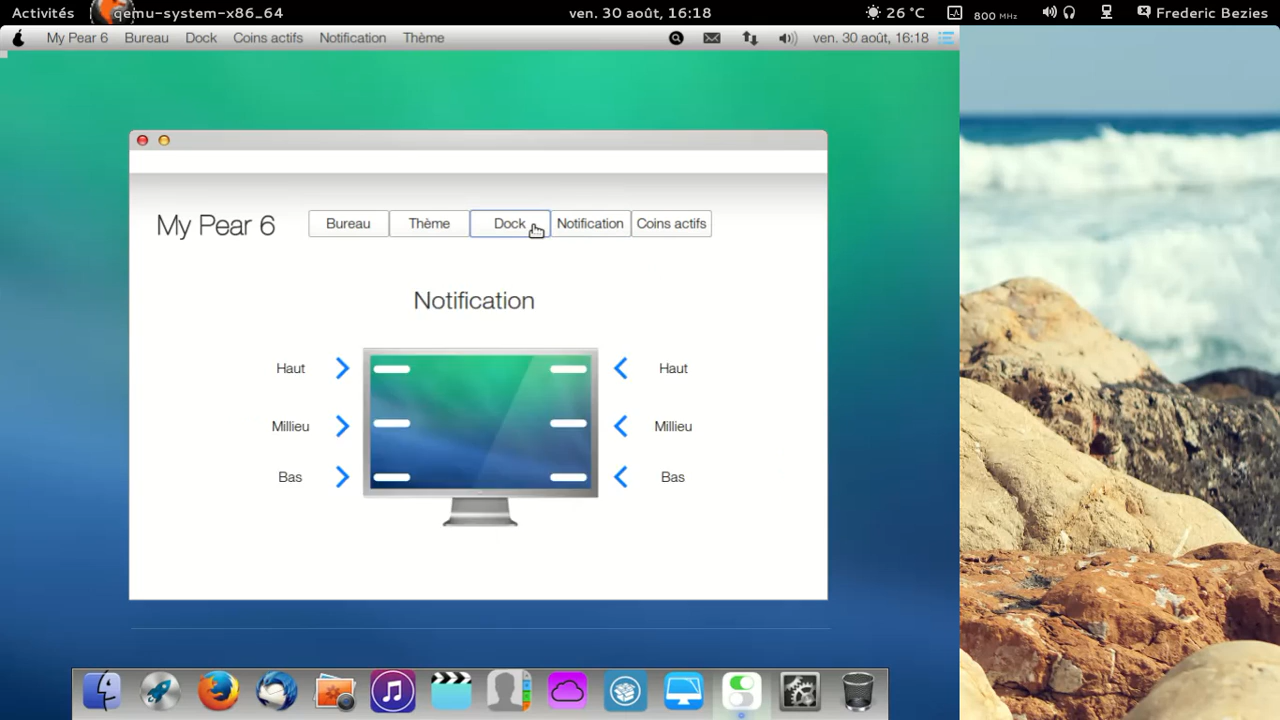 Activités qemu-system-x86_64 ven. 30 août, 16:18 26 °C 800 MHz Frederic Bezies
My Pear 6 Bureau Dock Coins actifs Notification Thème ven. 30 août, 16:18
My Pear 6 Bureau Thème Dock Notification Coins actifs
Notification
Haut Haut
Millieu Millieu
Bas Bas